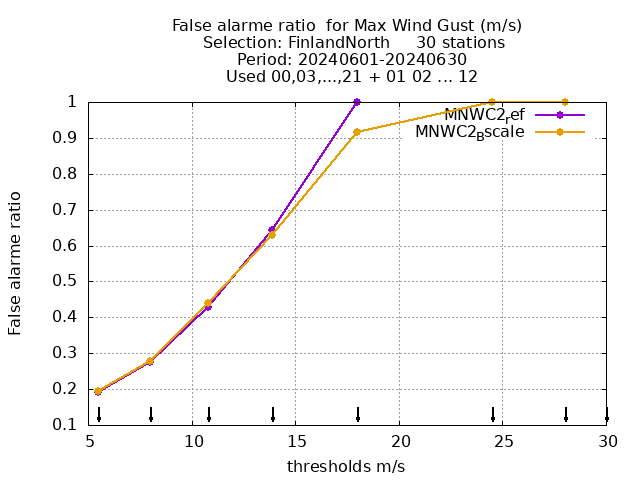 False alarme ratio  for Max Wind Gust (m/s)
Selection: FinlandNorth     30 stations
Period: 20240601-20240630
Used 00,03,...,21 + 01 02 ... 12
1
MNWC2ref
0.9
MNWC2Bscale
0.8
0.7
0.6
0.5
0.4
0.3
0.2
0.1
False alarme ratio
5 10 15 20 25 30
thresholds m/s